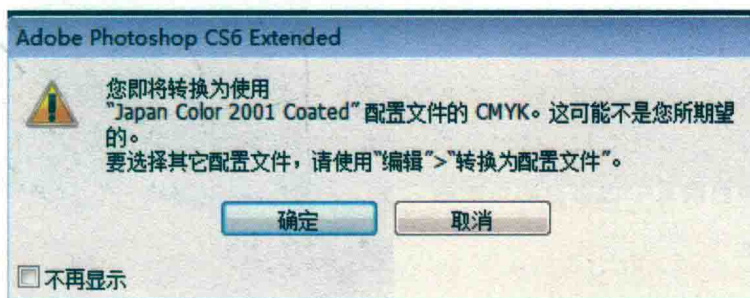 Adobe Photoshop CS6 Extended
您即将转换为使用
"Japan Color 2001 Coated" 配置文件的 CMYK。这可能不是您所期望
的。
要选择其它配置文件，请使用"编辑">"转换为配置文件"。
确定 取消
不再显示